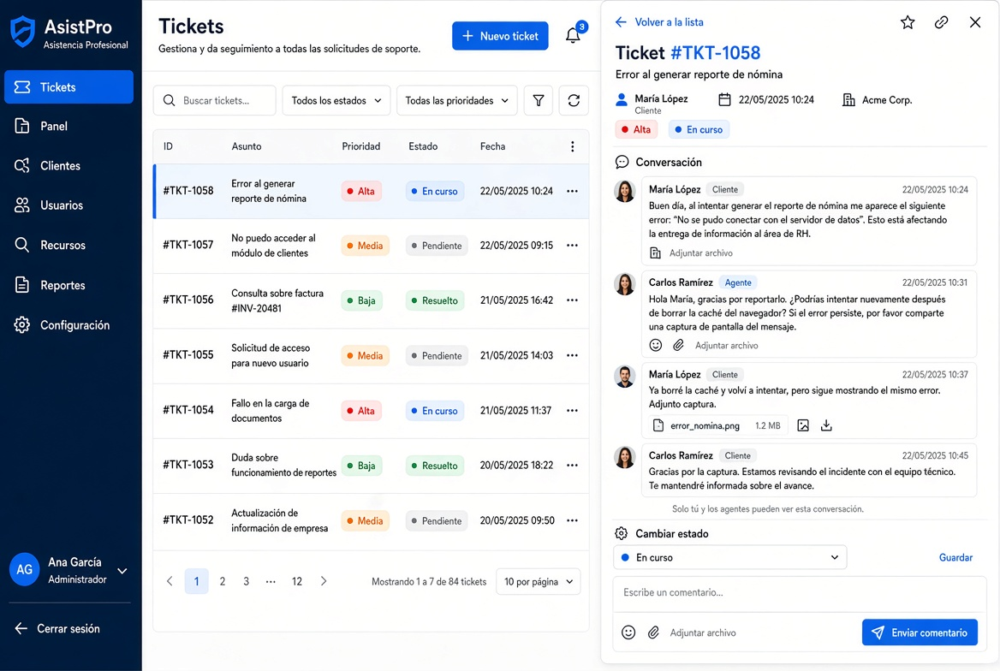 AsistPro
Asistencia Profesional
Tickets
Panel
Clientes
Usuarios
Recursos
Reportes
Configuración
AG
Ana García
Administrador
Cerrar sesión
Tickets
Gestiona y da seguimiento a todas las solicitudes de soporte.
Nuevo ticket
3
Buscar tickets...
Todos los estados
Todas las prioridades
ID Asunto Prioridad Estado Fecha
#TKT-1058 Error al generar reporte de nómina Alta En curso 22/05/2025 10:24
#TKT-1057 No puedo acceder al módulo de clientes Media Pendiente 22/05/2025 09:15
#TKT-1056 Consulta sobre factura #INV-20481 Baja Resuelto 21/05/2025 16:42
#TKT-1055 Solicitud de acceso para nuevo usuario Media Pendiente 21/05/2025 14:03
#TKT-1054 Fallo en la carga de documentos Alta En curso 21/05/2025 11:37
#TKT-1053 Duda sobre funcionamiento de reportes Baja Resuelto 20/05/2025 18:22
#TKT-1052 Actualización de información de empresa Media Pendiente 20/05/2025 09:50
1 2 3 ... 12
Mostrando 1 a 7 de 84 tickets
10 por página
Volver a la lista
Ticket #TKT-1058
Error al generar reporte de nómina
María López
Cliente
22/05/2025 10:24
Acme Corp.
Alta
En curso
Conversación
María López Cliente 22/05/2025 10:24
Buen día, al intentar generar el reporte de nómina me aparece el siguiente
error: “No se pudo conectar con el servidor de datos”. Esto está afectando
la entrega de información al área de RH.
Adjuntar archivo
Carlos Ramírez Agente 22/05/2025 10:31
Hola María, gracias por reportarlo. ¿Podrías intentar nuevamente después
de borrar la caché del navegador? Si el error persiste, por favor comparte
una captura de pantalla del mensaje.
Adjuntar archivo
María López Cliente 22/05/2025 10:37
Ya borré la caché y volví a intentar, pero sigue mostrando el mismo error.
Adjunto captura.
error_nomina.png 1.2 MB
Carlos Ramírez Cliente 22/05/2025 10:45
Gracias por la captura. Estamos revisando el incidente con el equipo técnico.
Te mantendré informada sobre el avance.
Solo tú y los agentes pueden ver esta conversación.
Cambiar estado
En curso
Guardar
Escribe un comentario...
Adjuntar archivo
Enviar comentario